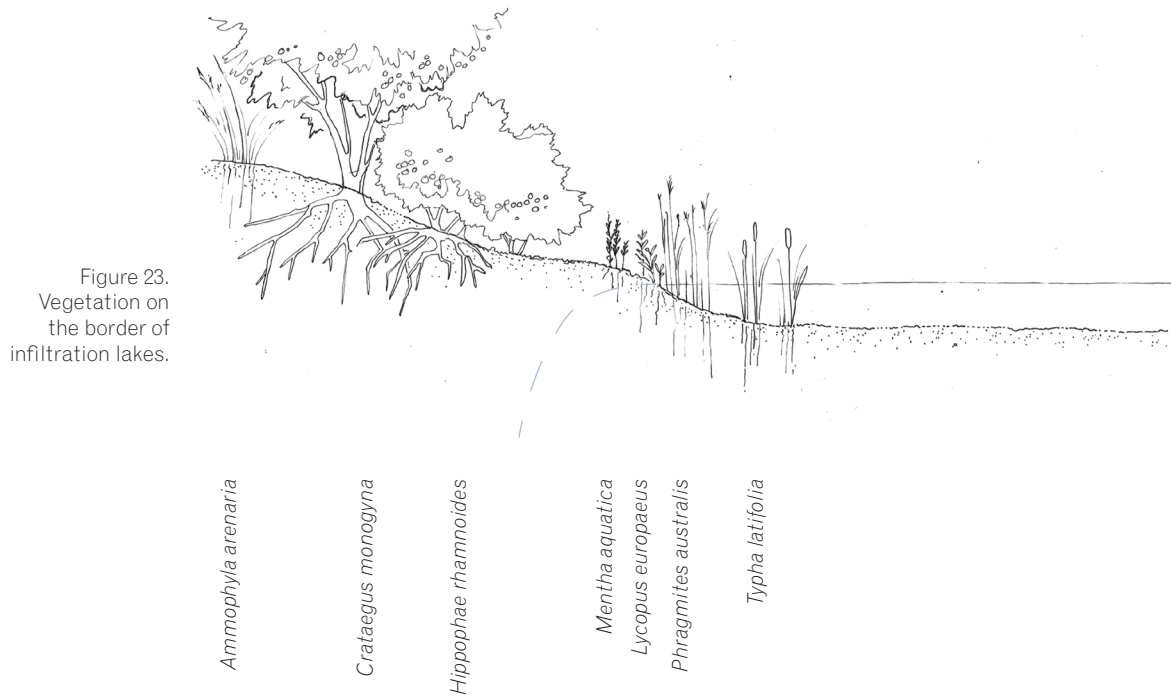 Figure 23.
Vegetation on
the border of
infiltration lakes.
Ammophyla arenaria
Crataegus monogyna
Hippophae rhamnoides
Mentha aquatica
Lycopus europaeus
Phragmites australis
Typha latifolia